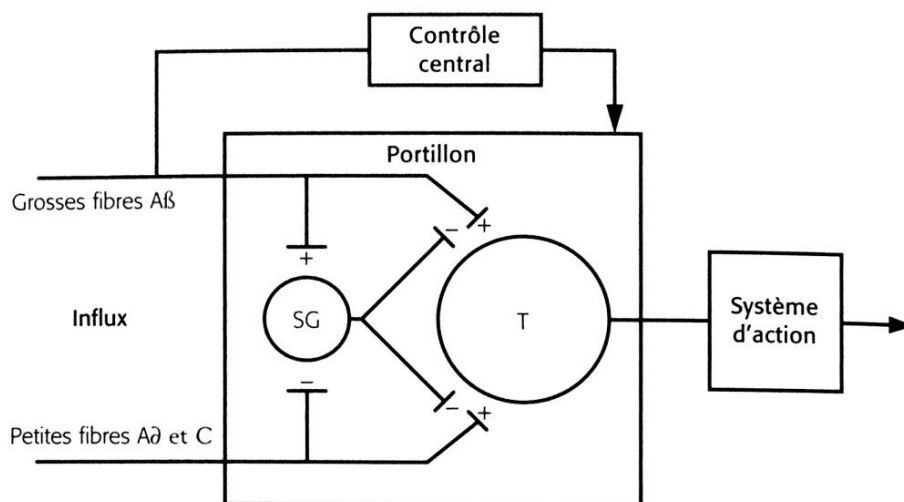 Contrôle
central
Portillon
Grosses fibres Aß
+
+
−
Influx
SG
T
Système
d'action
−
−
+
Petites fibres A∂ et C